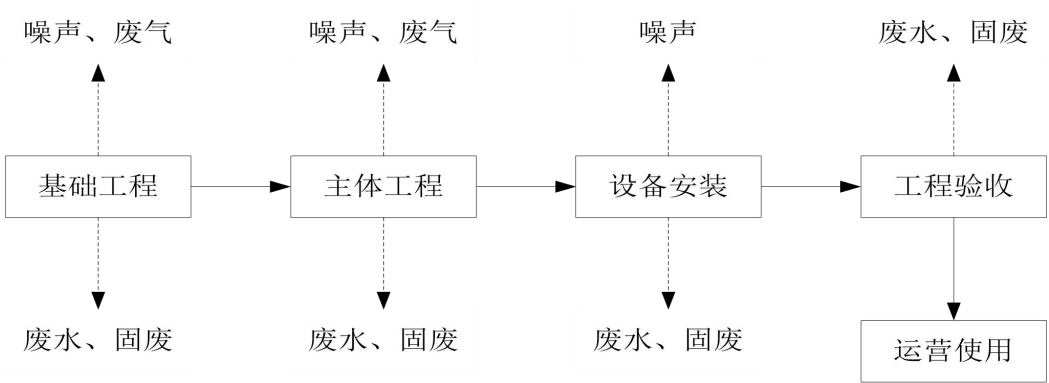 噪声、废气
噪声、废气
噪声
废水、固废
基础工程
主体工程
设备安装
工程验收
废水、固废
废水、固废
废水、固废
运营使用